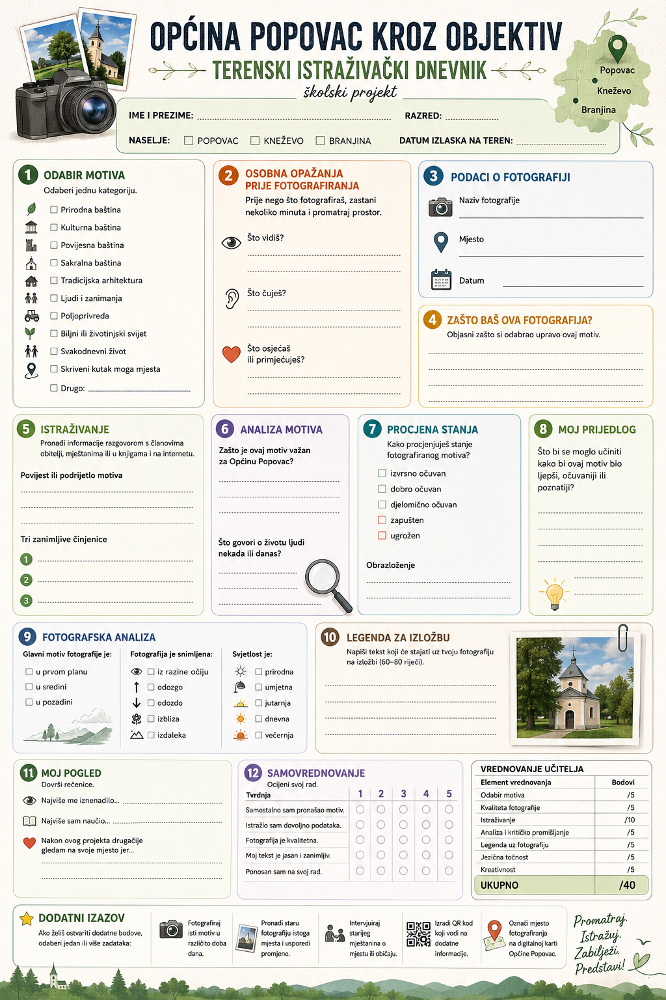 OPĆINA POPOVAC KROZ OBJEKTIV
TERENSKI ISTRAŽIVAČKI DNEVNIK
školski projekt
Popovac
Kneževo
Branjina
IME I PREZIME:
RAZRED:
NASELJE:
POPOVAC
KNEŽEVO
BRANJINA
DATUM IZLASKA NA TEREN:
1 ODABIR MOTIVA
Odaberi jednu kategoriju.
Prirodna baština
Kulturna baština
Povijesna baština
Sakralna baština
Tradicijska arhitektura
Ljudi i zanimanja
Poljoprivreda
Biljni ili životinjski svijet
Svakodnevni život
Skriveni kutak moga mjesta
Drugo:
2 OSOBNA OPAŽANJA
PRIJE FOTOGRAFIRANJA
Prije nego što fotografiraš, zastani
nekoliko minuta i promatraj prostor.
Što vidiš?
Što čuješ?
Što osjećaš
ili primjećuješ?
3 PODACI O FOTOGRAFIJI
Naziv fotografije
Mjesto
Datum
4 ZAŠTO BAŠ OVA FOTOGRAFIJA?
Objasni zašto si odabrao upravo ovaj motiv.
5 ISTRAŽIVANJE
Pronađi informacije razgovorom s članovima
obitelji, mještanima ili u knjigama i na internetu.
Povijest ili podrijetlo motiva
Tri zanimljive činjenice
1
2
3
6 ANALIZA MOTIVA
Zašto je ovaj motiv važan
za Općinu Popovac?
Što govori o životu ljudi
nekada ili danas?
7 PROCJENA STANJA
Kako procjenjuješ stanje
fotografiranog motiva?
izvrsno očuvan
dobro očuvan
djelomično očuvan
zapušten
ugrožen
Obrazloženje
8 MOJ PRIJEDLOG
Što bi se moglo učiniti
kako bi ovaj motiv bio
ljepši, očuvaniji ili
poznatiji?
9 FOTOGRAFSKA ANALIZA
Glavni motiv fotografije je:
u prvom planu
u sredini
u pozadini
Fotografija je snimljena:
iz razine očiju
odozgo
odozdo
izbliza
izdaleka
Svjetlost je:
prirodna
umjetna
jutarnja
dnevna
večernja
10 LEGENDA ZA IZLOŽBU
Napiši tekst koji će stajati uz tvoju fotografiju
na izložbi (60–80 riječi).
11 MOJ POGLED
Dovrši rečenice.
Najviše me iznenadilo...
Najviše sam naučio...
Nakon ovog projekta drugačije
gledam na svoje mjesto jer...
12 SAMOVREDNOVANJE
Ocijeni svoj rad.
Tvrdnja 1 2 3 4 5
Samostalno sam pronašao motiv.
Istražio sam dovoljno podataka.
Fotografija je kvalitetna.
Moj tekst je jasan i zanimljiv.
Ponosan sam na svoj rad.
VREDNOVANJE UČITELJA
Element vrednovanja Bodovi
Odabir motiva /5
Kvaliteta fotografije /5
Istraživanje /10
Analiza i kritičko promišljanje /5
Legenda uz fotografiju /5
Jezična točnost /5
Kreativnost /5
UKUPNO /40
DODATNI IZAZOV
Ako želiš ostvariti dodatne bodove,
odaberi jedan ili više zadataka:
Fotografiraj
isti motiv u
različito doba
dana.
Pronađi staru
fotografiju istoga
mjesta i usporedi
promjene.
Intervjuiraj
starijeg
mještanina o
mjestu ili običaju.
Izradi QR kod
koji vodi na
dodatne
informacije.
Označi mjesto
fotografiranja
na digitalnoj karti
Općine Popovac.
Promatraj.
Istražuj.
Zabilježi.
Predstavi!